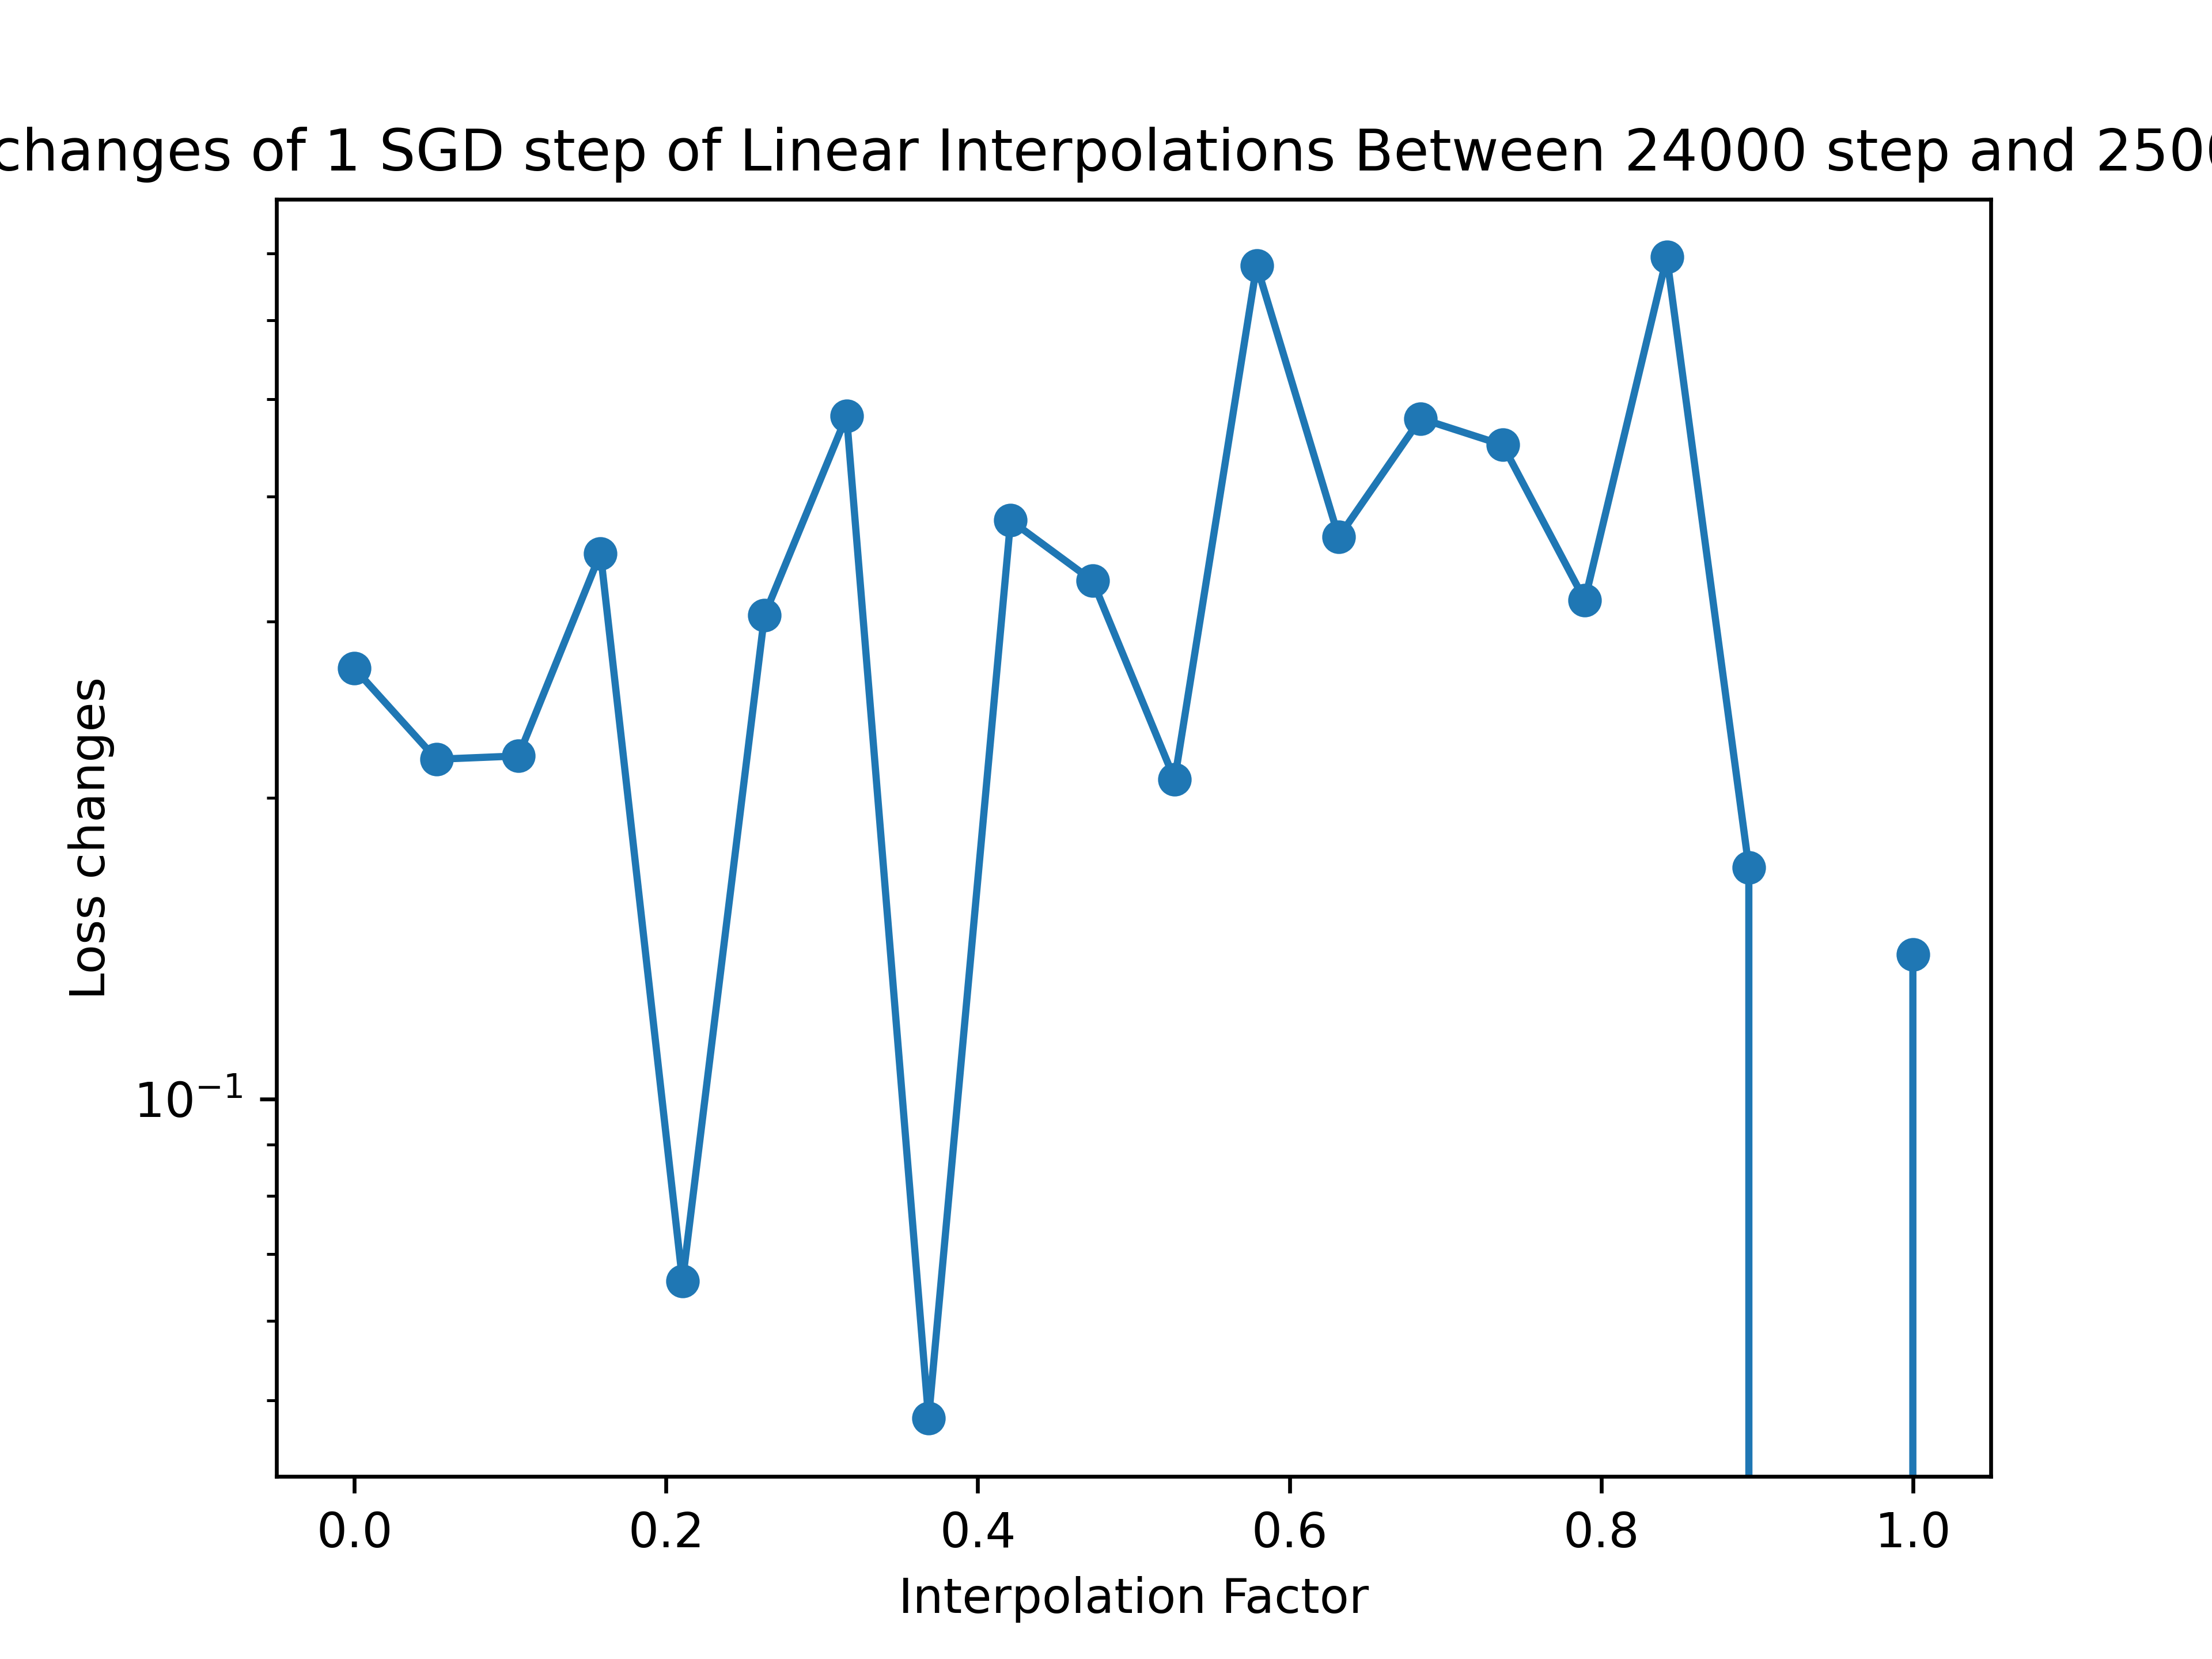 changes of 1 SGD step of Linear Interpolations Between 24000 step and 250
Loss changes
10⁻¹
0.0 0.2 0.4 0.6 0.8 1.0
Interpolation Factor